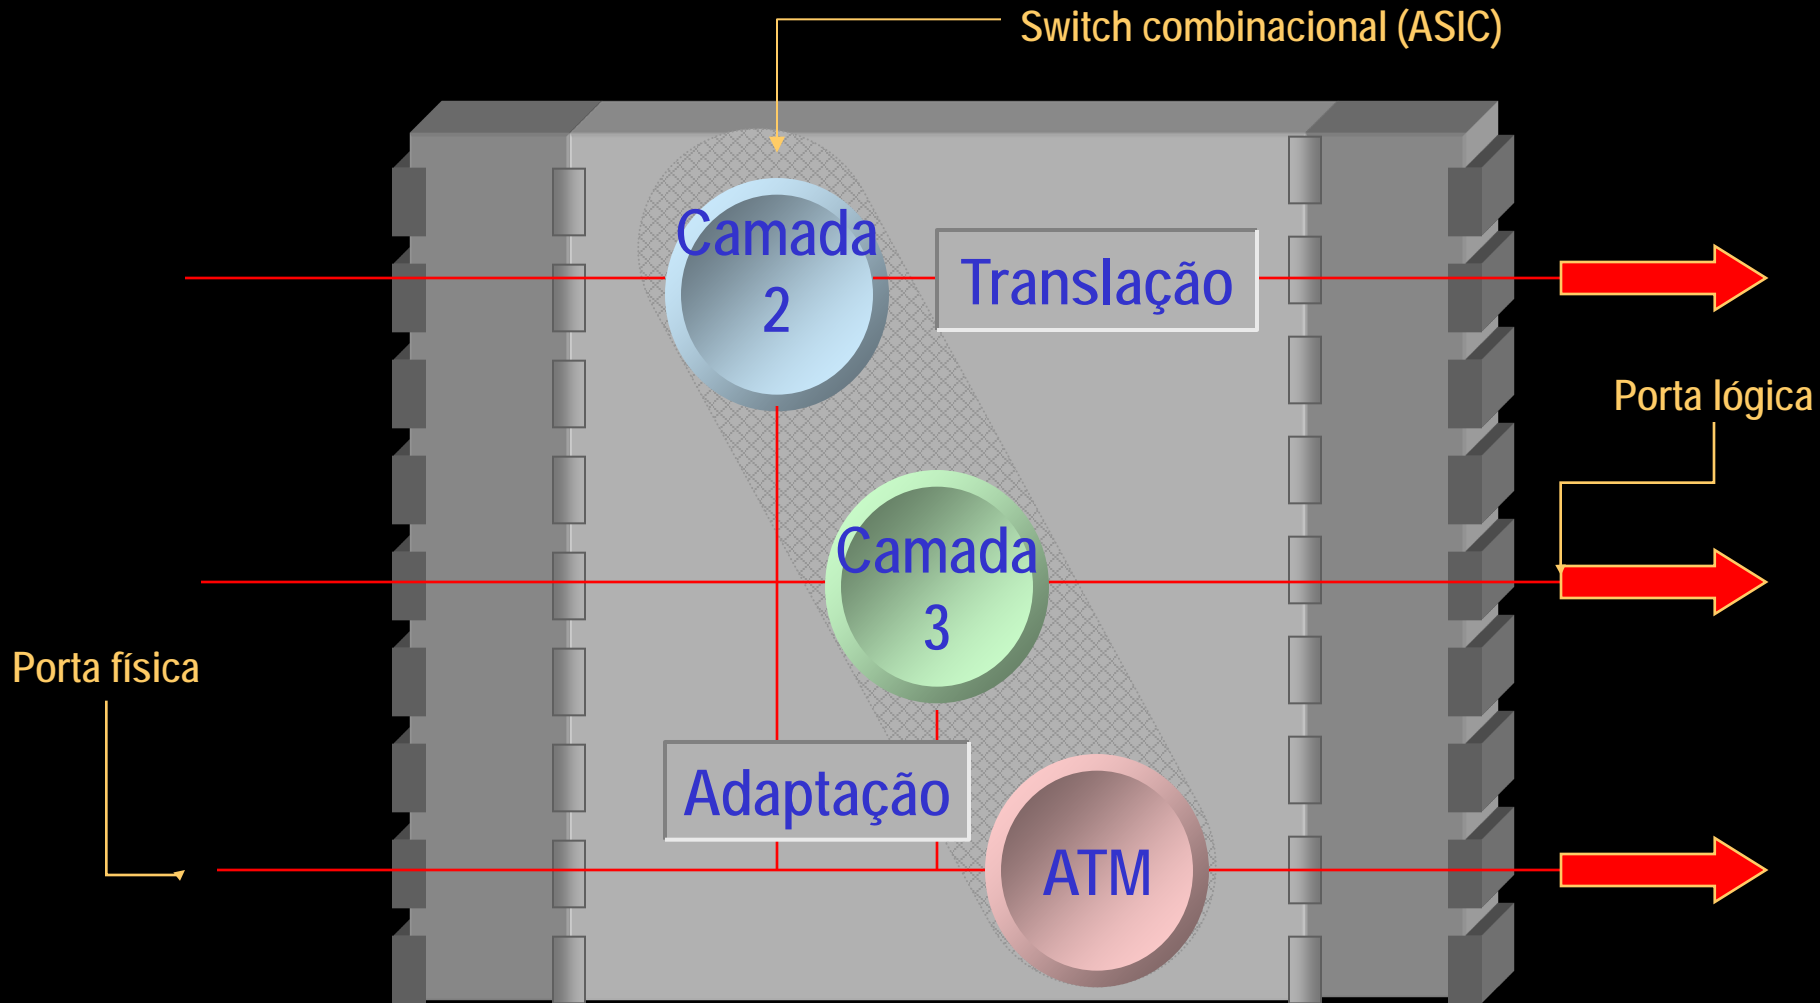 Switch combinacional (ASIC)
Camada
2
Translação
Porta lógica
Camada
3
Porta física
Adaptação
ATM